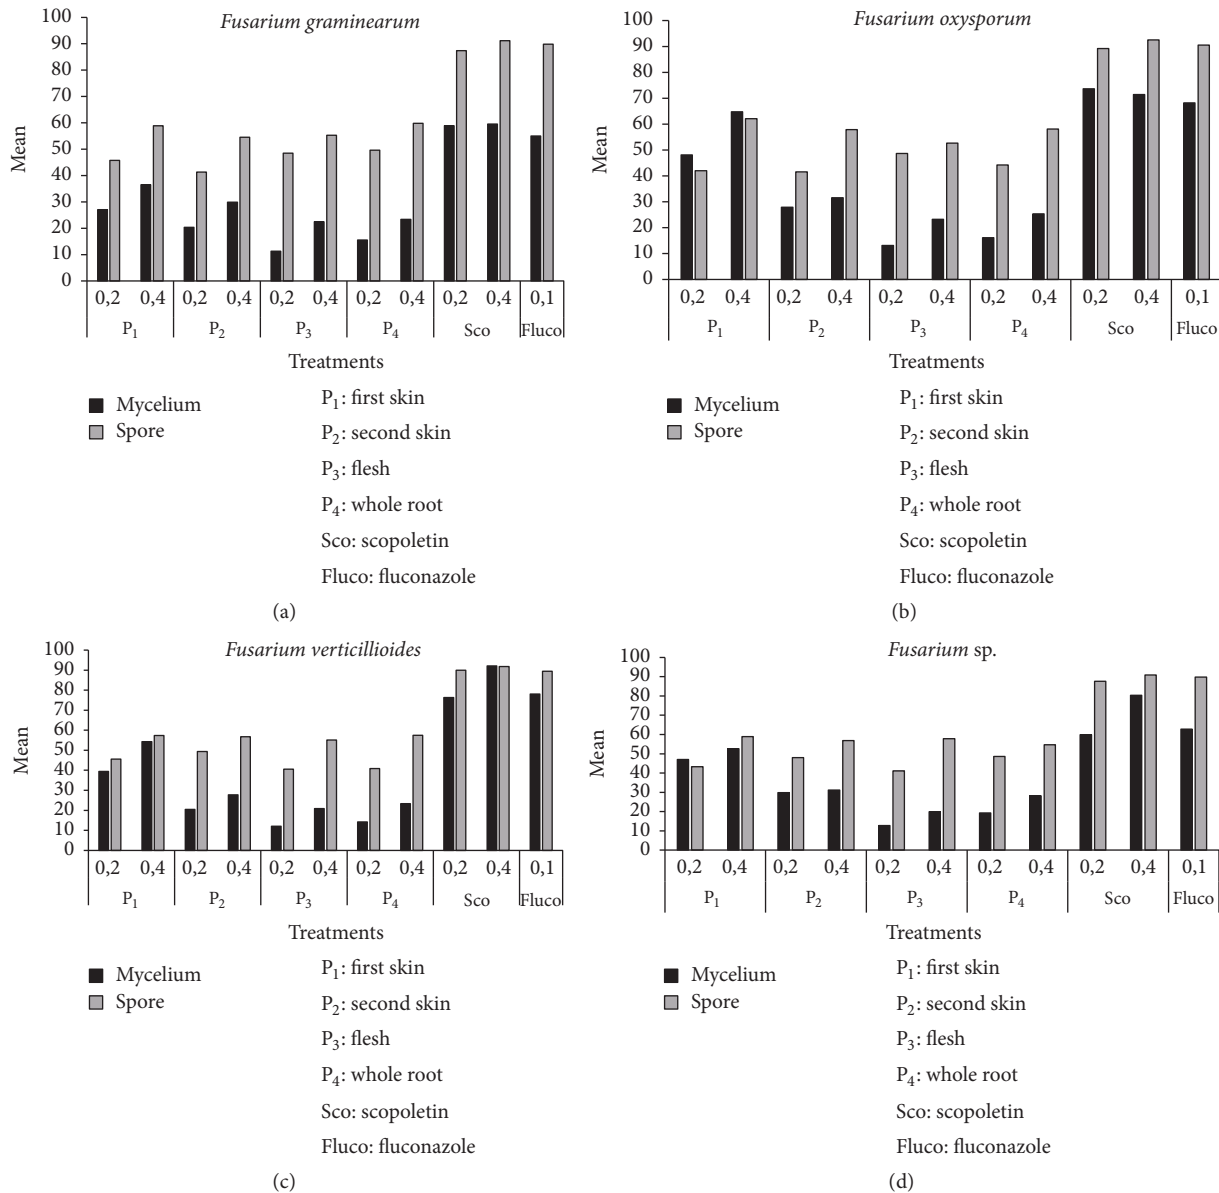 Fusarium graminearum
100
90
80
70
60
50
40
30
20
10
0
Mean
0,2 0,4 0,2 0,4 0,2 0,4 0,2 0,4 0,2 0,4 0,1
P1 P2 P3 P4 Sco Fluco
Treatments
Mycelium
Spore
P1: first skin
P2: second skin
P3: flesh
P4: whole root
Sco: scopoletin
Fluco: fluconazole
(a)
Fusarium oxysporum
100
90
80
70
60
50
40
30
20
10
0
Mean
0,2 0,4 0,2 0,4 0,2 0,4 0,2 0,4 0,2 0,4 0,1
P1 P2 P3 P4 Sco Fluco
Treatments
Mycelium
Spore
P1: first skin
P2: second skin
P3: flesh
P4: whole root
Sco: scopoletin
Fluco: fluconazole
(b)
Fusarium verticillioides
100
90
80
70
60
50
40
30
20
10
0
Mean
0,2 0,4 0,2 0,4 0,2 0,4 0,2 0,4 0,2 0,4 0,1
P1 P2 P3 P4 Sco Fluco
Treatments
Mycelium
Spore
P1: first skin
P2: second skin
P3: flesh
P4: whole root
Sco: scopoletin
Fluco: fluconazole
(c)
Fusarium sp.
100
90
80
70
60
50
40
30
20
10
0
Mean
0,2 0,4 0,2 0,4 0,2 0,4 0,2 0,4 0,2 0,4 0,1
P1 P2 P3 P4 Sco Fluco
Treatments
Mycelium
Spore
P1: first skin
P2: second skin
P3: flesh
P4: whole root
Sco: scopoletin
Fluco: fluconazole
(d)